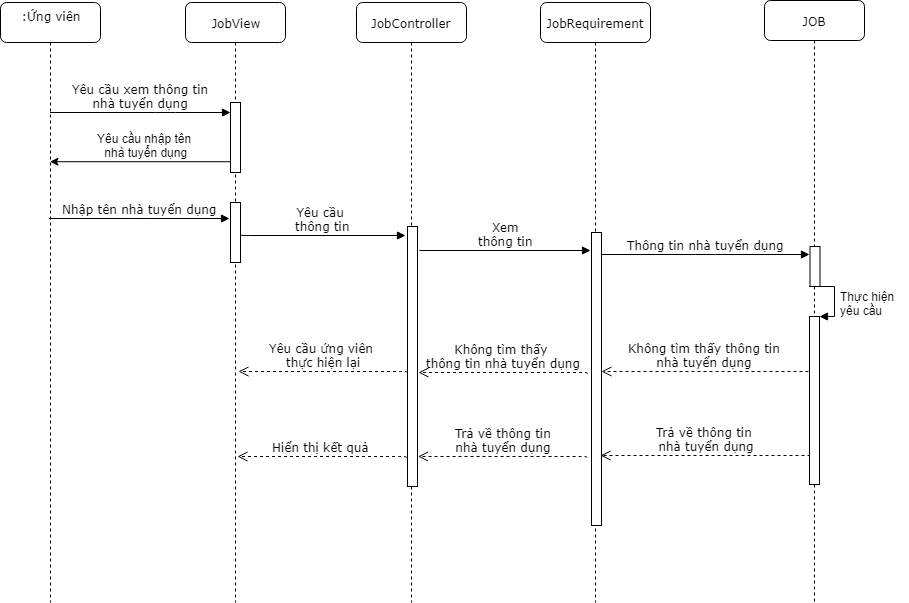 :Ứng viên
JobView
JobController
JobRequirement
JOB
Yêu cầu xem thông tin
nhà tuyển dụng
Yêu cầu nhập tên
nhà tuyển dụng
Nhập tên nhà tuyển dụng
Yêu cầu
thông tin
Xem
thông tin
Thông tin nhà tuyển dụng
Thực hiện
yêu cầu
Yêu cầu ứng viên
thực hiện lại
Không tìm thấy
thông tin nhà tuyển dụng
Không tìm thấy thông tin
nhà tuyển dụng
Hiển thị kết quả
Trả về thông tin
nhà tuyển dụng
Trả về thông tin
nhà tuyển dụng